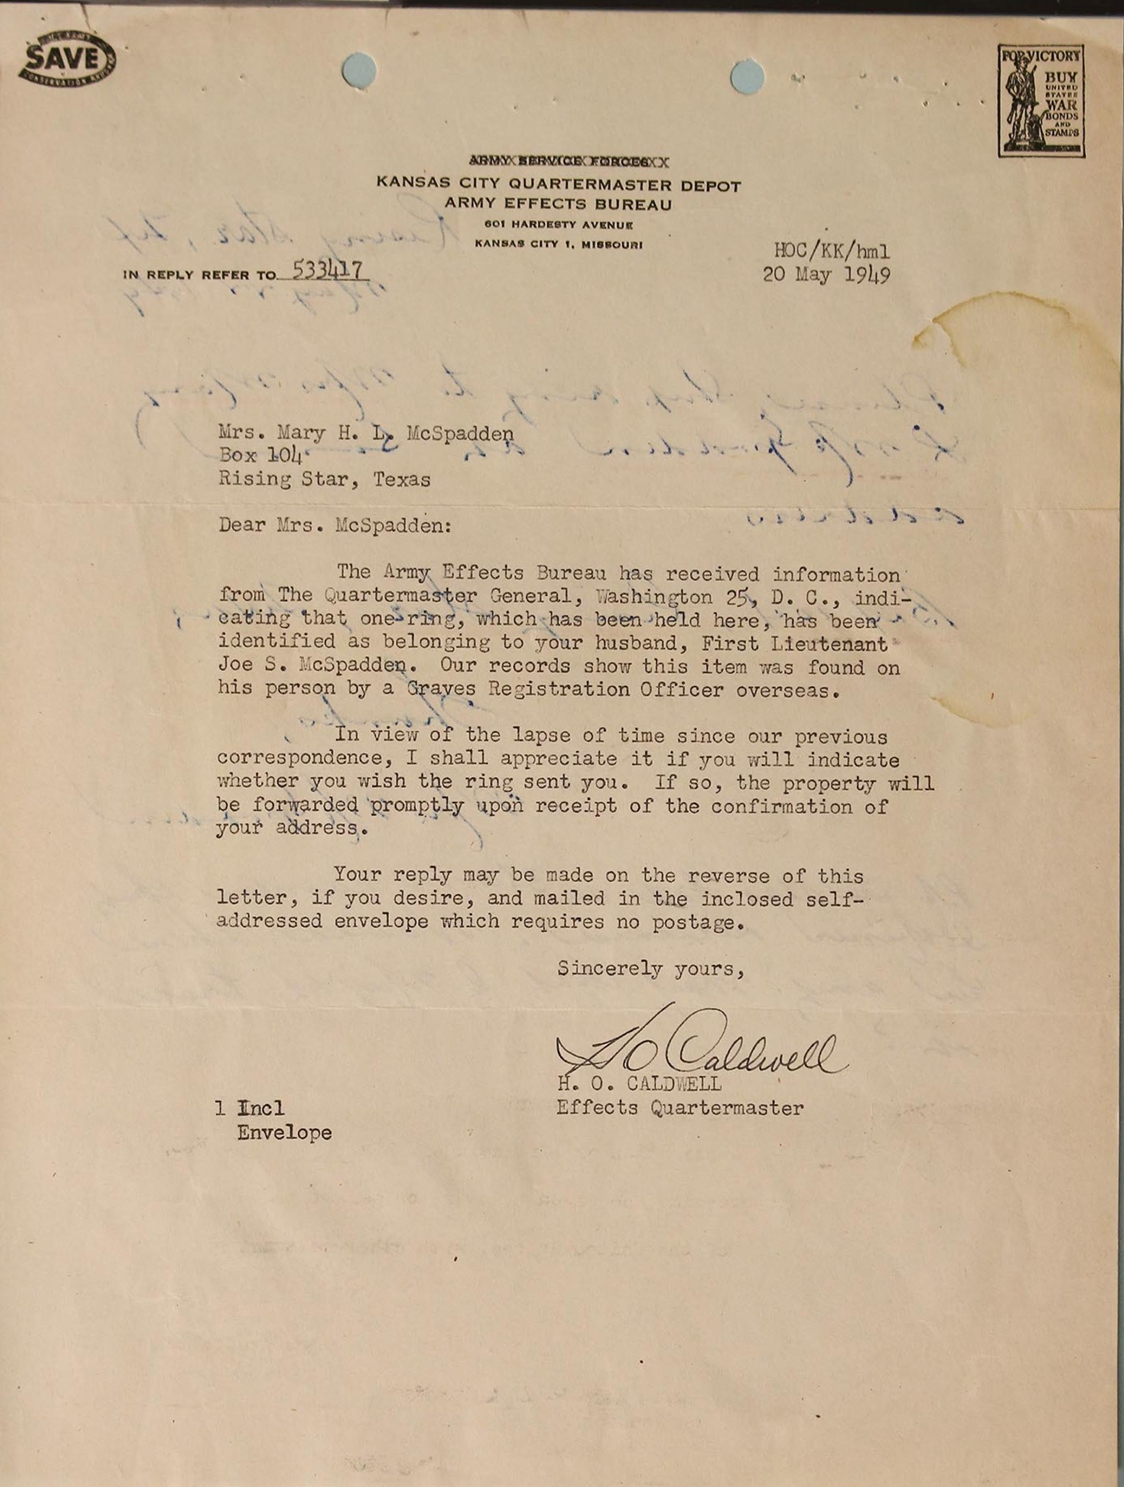 SAVE
FOR VICTORY
BUY
UNITED
STATES
WAR
BONDS
AND
STAMPS
ARMY SERVICE FORCES
KANSAS CITY QUARTERMASTER DEPOT
ARMY EFFECTS BUREAU
601 HARDESTY AVENUE
KANSAS CITY 1, MISSOURI
HOC/KK/hml
IN REPLY REFER TO 533417
20 May 1949
Mrs. Mary H. L. McSpadden
Box 104
Rising Star, Texas
Dear Mrs. McSpadden:
The Army Effects Bureau has received information
from The Quartermaster General, Washington 25, D. C., indi-
cating that one ring, which has been held here, has been
identified as belonging to your husband, First Lieutenant
Joe S. McSpadden. Our records show this item was found on
his person by a Graves Registration Officer overseas.
In view of the lapse of time since our previous
correspondence, I shall appreciate it if you will indicate
whether you wish the ring sent you. If so, the property will
be forwarded promptly upon receipt of the confirmation of
your address.
Your reply may be made on the reverse of this
letter, if you desire, and mailed in the inclosed self-
addressed envelope which requires no postage.
Sincerely yours,
H O Caldwell
H. O. CALDWELL
Effects Quartermaster
1 Incl
Envelope